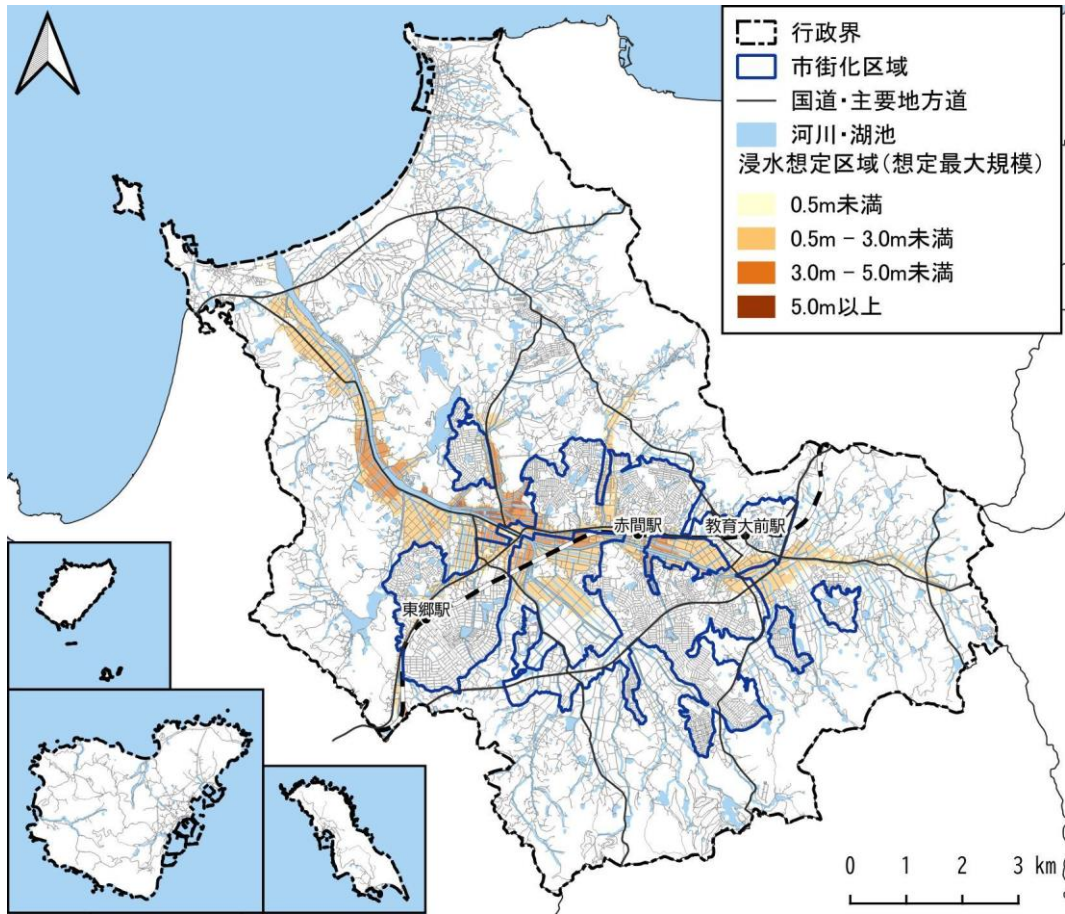 行政界
市街化区域
国道・主要地方道
河川・湖池
浸水想定区域(想定最大規模)
0.5m未満
0.5m - 3.0m未満
3.0m - 5.0m未満
5.0m以上
赤間駅
教育大前駅
東郷駅
0 1 2 3 km